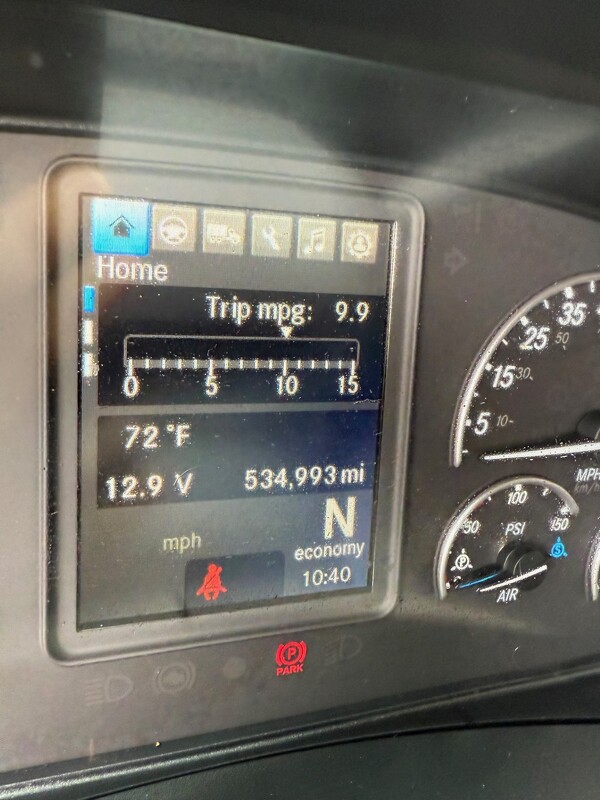 Home
Trip mpg: 9.9
0 5 10 15
72 °F
12.9 V 534,993 mi
N
mph
economy
10:40
P
PARK
35
25 50
15 30
5 10
MPH
km/h
50 100 150
PSI
P S
AIR